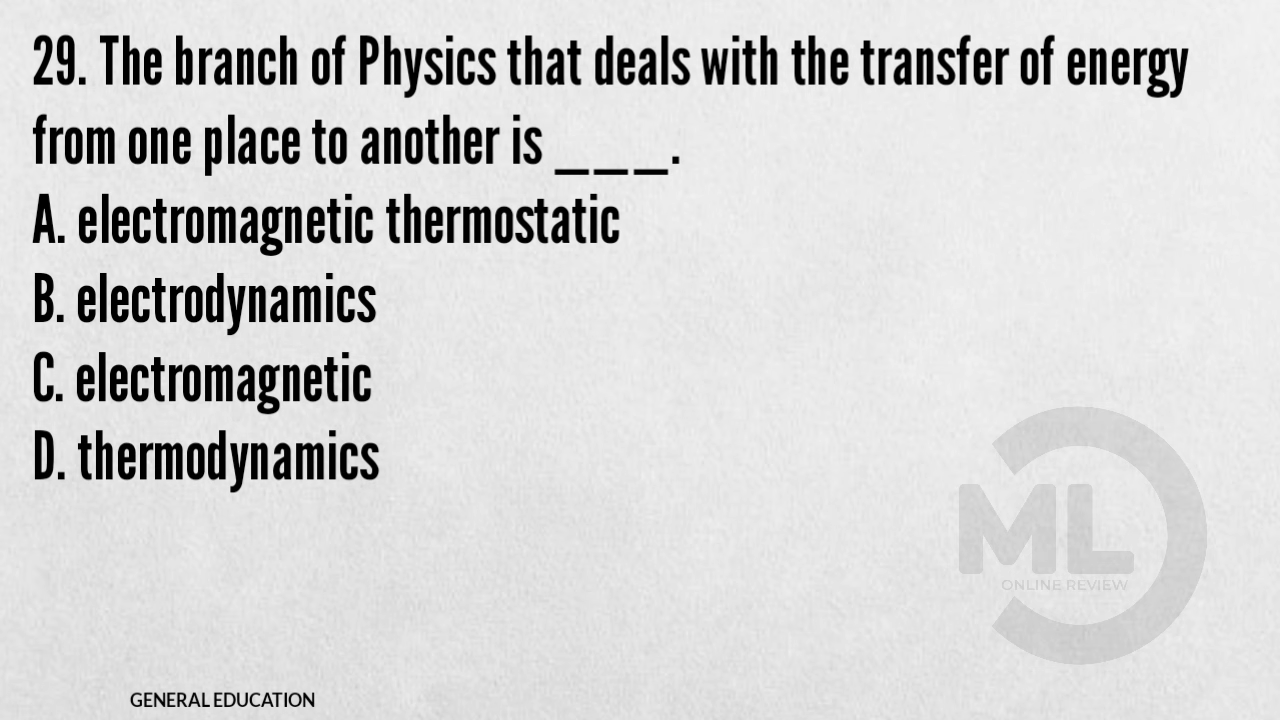 29. The branch of Physics that deals with the transfer of energy
from one place to another is ___.
A. electromagnetic thermostatic
B. electrodynamics
C. electromagnetic
D. thermodynamics
ML
ONLINE REVIEW
GENERAL EDUCATION